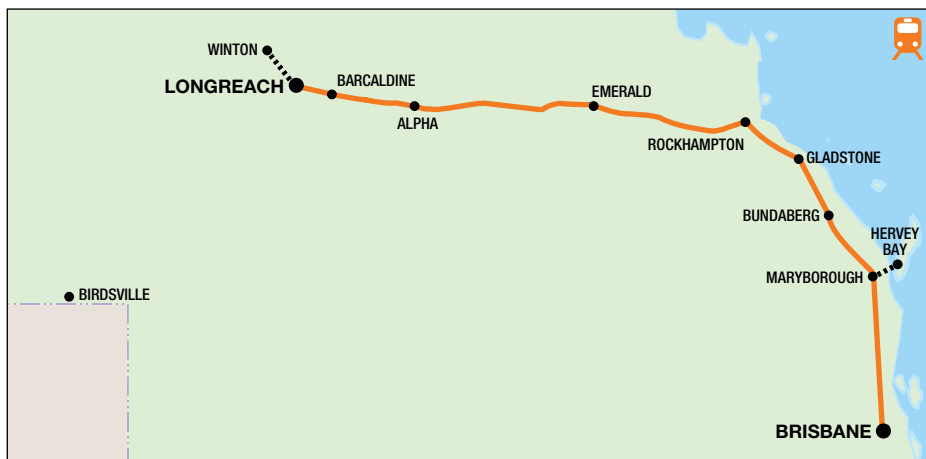 WINTON
LONGREACH
BARCALDINE
ALPHA
EMERALD
ROCKHAMPTON
GLADSTONE
BUNDABERG
HERVEY
BAY
MARYBOROUGH
BIRDSVILLE
BRISBANE